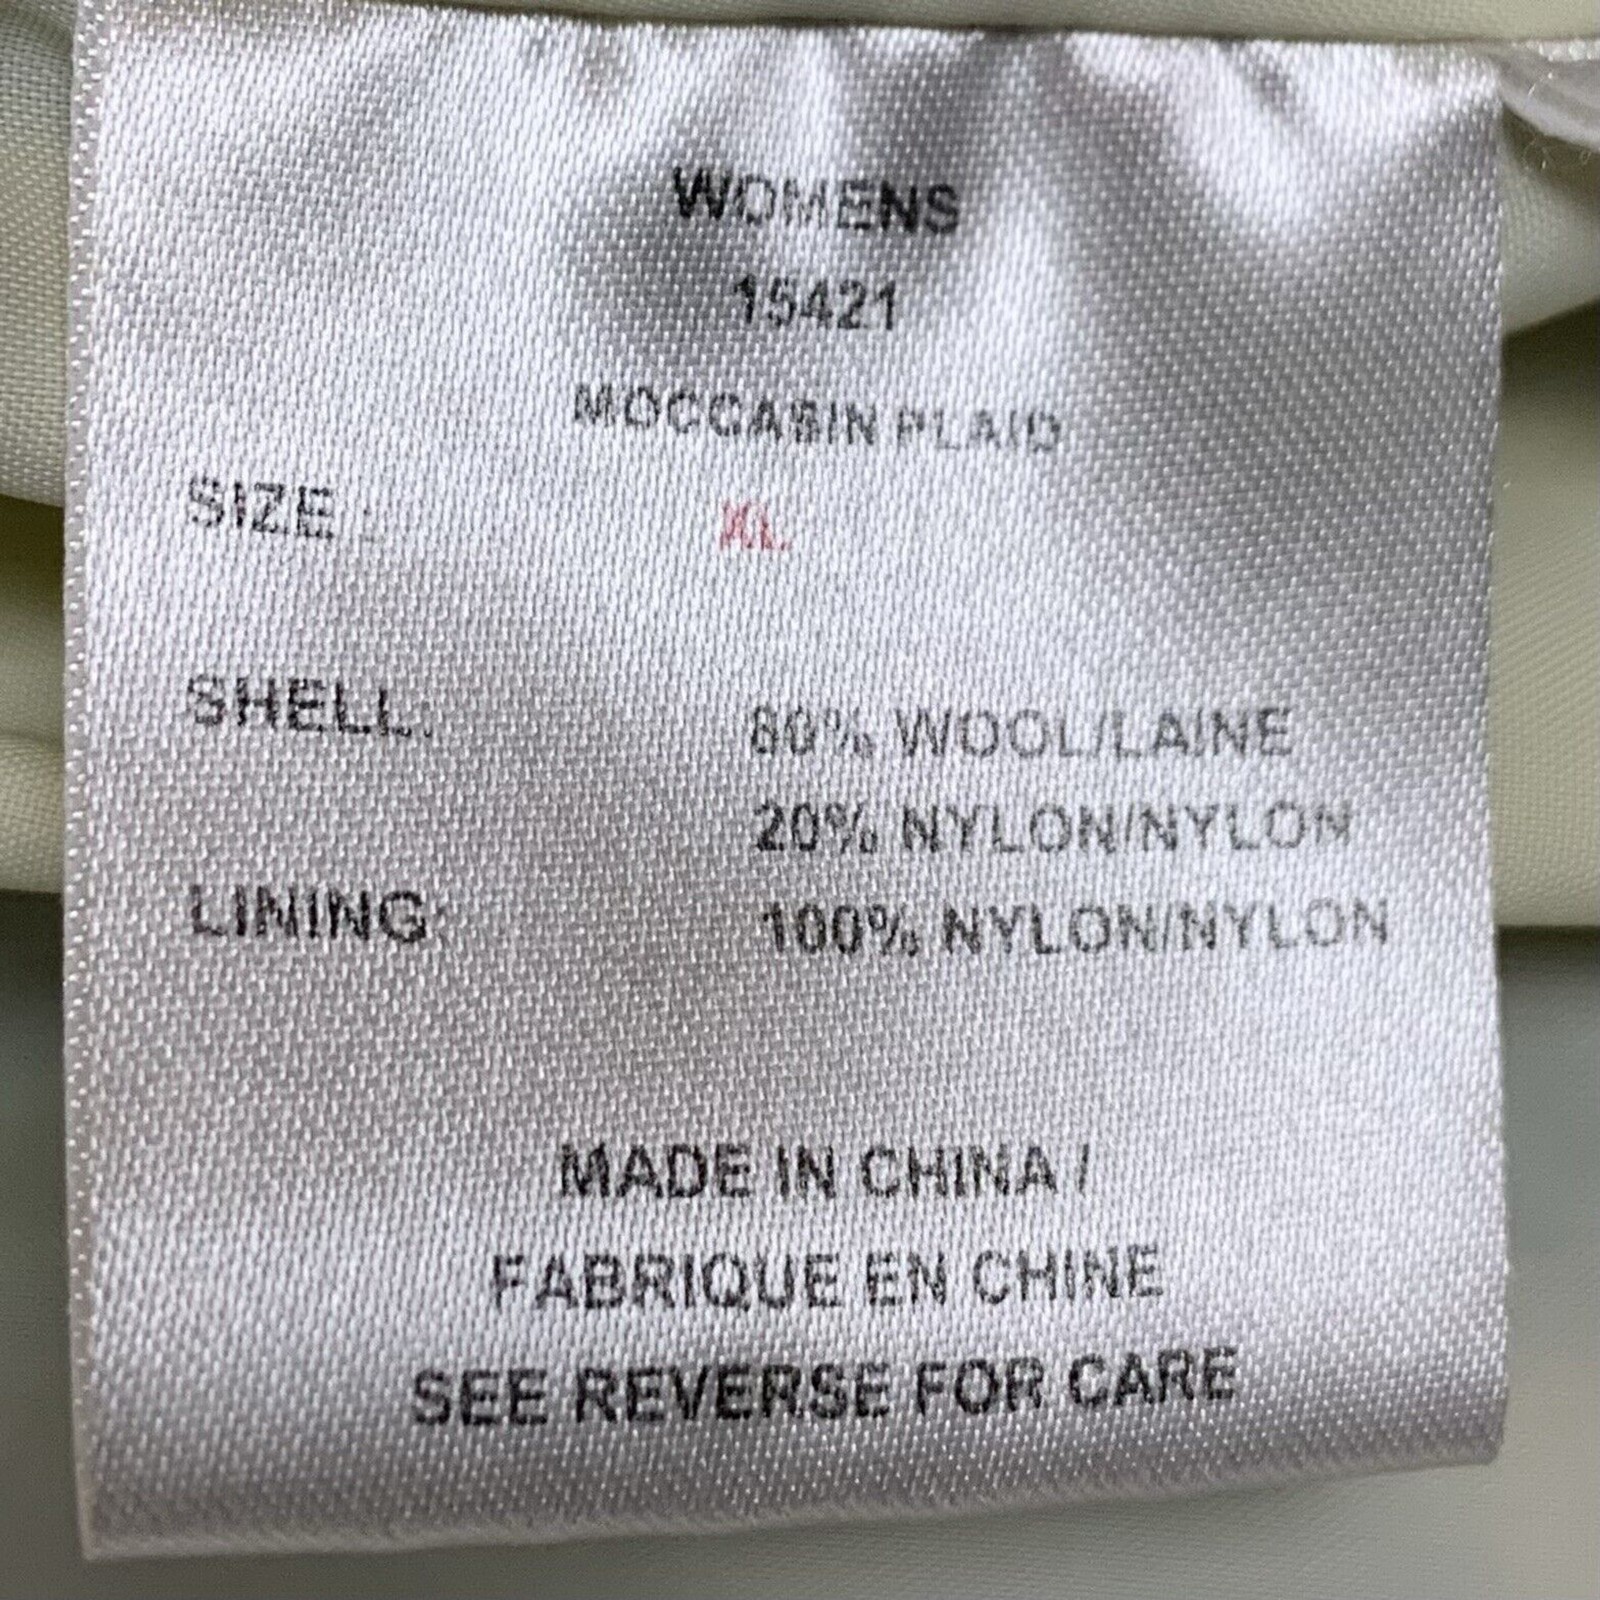 WOMENS
15421
MOCCASIN PLAID
SIZE : XL
SHELL: 80% WOOL/LAINE
20% NYLON/NYLON
LINING: 100% NYLON/NYLON
MADE IN CHINA /
FABRIQUE EN CHINE
SEE REVERSE FOR CARE